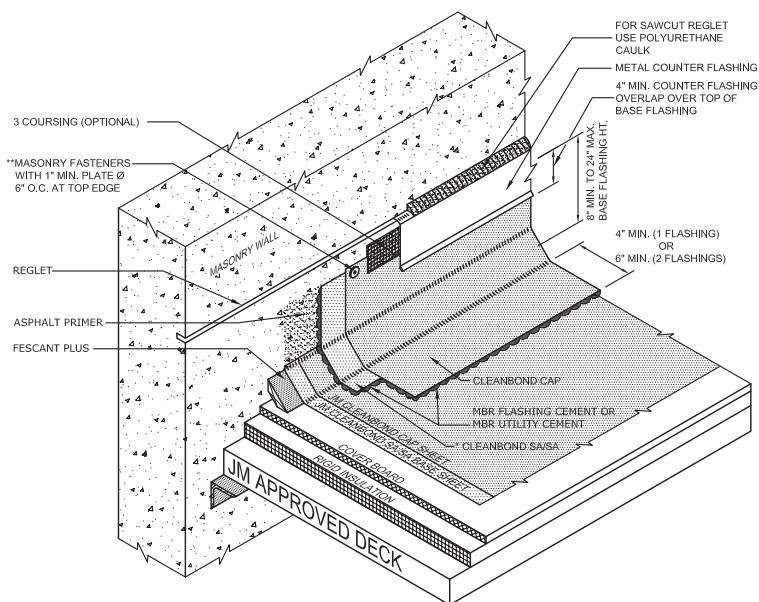 FOR SAWCUT REGLET
USE POLYURETHANE
CAULK
METAL COUNTER FLASHING
4" MIN. COUNTER FLASHING
OVERLAP OVER TOP OF
BASE FLASHING
3 COURSING (OPTIONAL)
**MASONRY FASTENERS
WITH 1" MIN. PLATE Ø
6" O.C. AT TOP EDGE
8" MIN. TO 24" MAX.
BASE FLASHING HT.
4" MIN. (1 FLASHING)
OR
6" MIN. (2 FLASHINGS)
MASONRY WALL
REGLET
ASPHALT PRIMER
FESCANT PLUS
CLEANBOND CAP
MBR FLASHING CEMENT OR
MBR UTILITY CEMENT
* CLEANBOND SA/SA
JM CLEANBOND CAP SHEET
JM CLEANBOND SA/SA BASE SHEET
COVER BOARD
RIGID INSULATION
JM APPROVED DECK